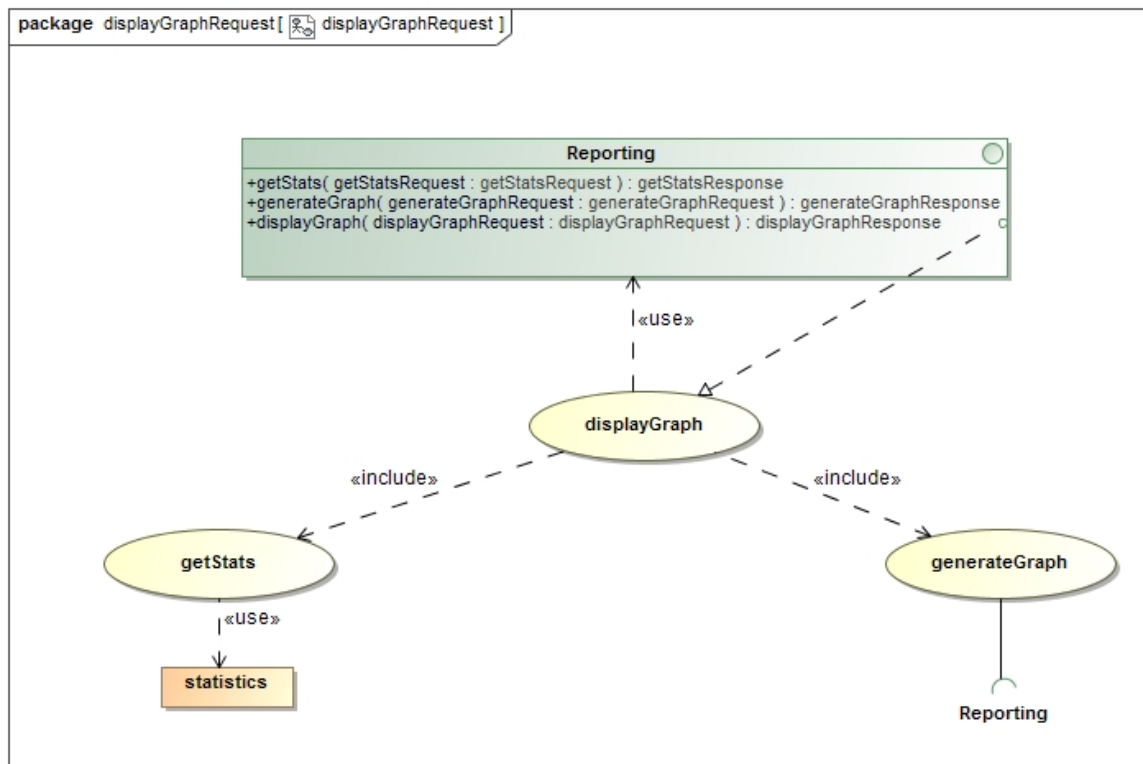 package displayGraphRequest[ displayGraphRequest ]
Reporting
+getStats( getStatsRequest : getStatsRequest ) : getStatsResponse
+generateGraph( generateGraphRequest : generateGraphRequest ) : generateGraphResponse
+displayGraph( displayGraphRequest : displayGraphRequest ) : displayGraphResponse
«use»
displayGraph
«include»
«include»
getStats
generateGraph
«use»
statistics
Reporting